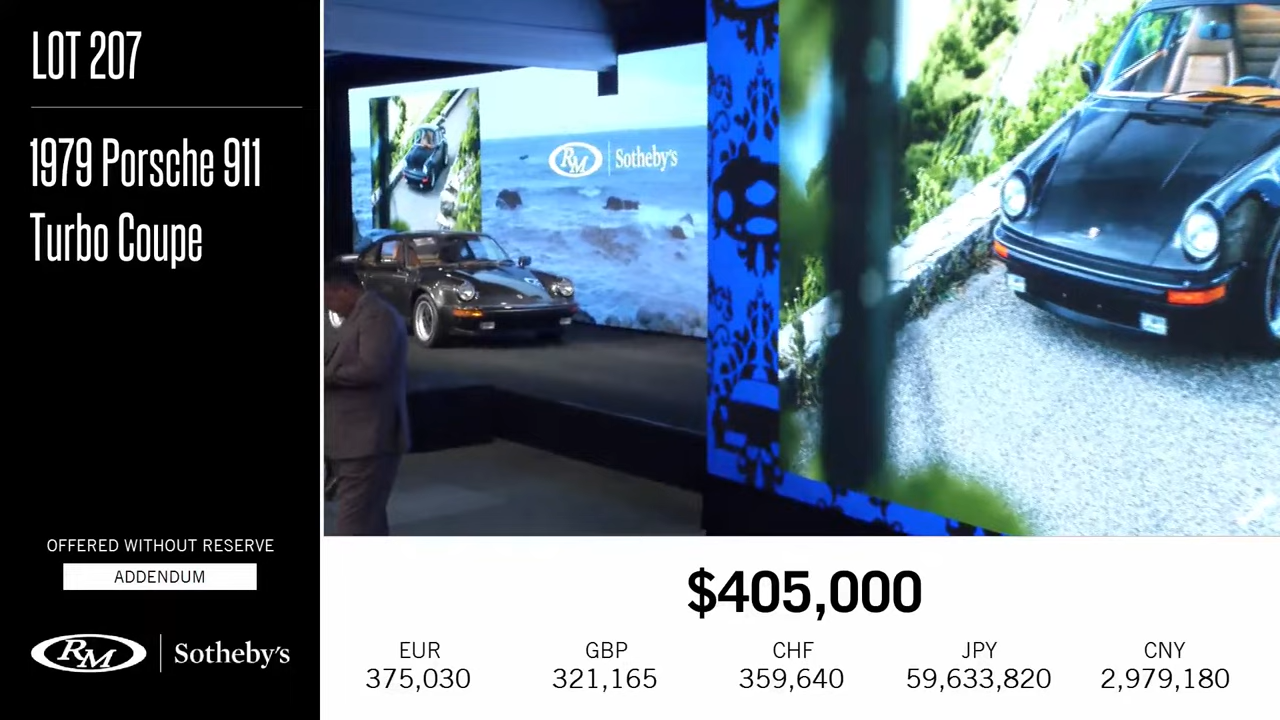 LOT 207
1979 Porsche 911
Turbo Coupe
OFFERED WITHOUT RESERVE
ADDENDUM
RM Sotheby's
RM Sotheby's
$405,000
EUR GBP CHF JPY CNY
375,030 321,165 359,640 59,633,820 2,979,180